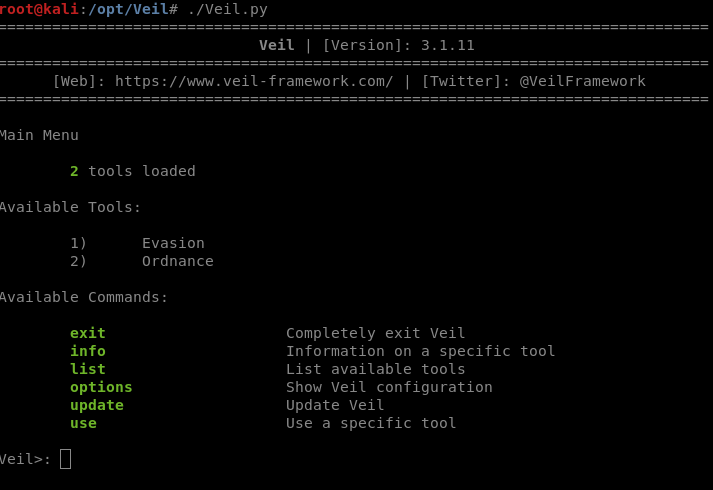 root@kali:/opt/Veil# ./Veil.py
===============================================================================
Veil | [Version]: 3.1.11
===============================================================================
[Web]: https://www.veil-framework.com/ | [Twitter]: @VeilFramework
===============================================================================
Main Menu
2 tools loaded
Available Tools:
1) Evasion
2) Ordnance
Available Commands:
exit Completely exit Veil
info Information on a specific tool
list List available tools
options Show Veil configuration
update Update Veil
use Use a specific tool
Veil>: